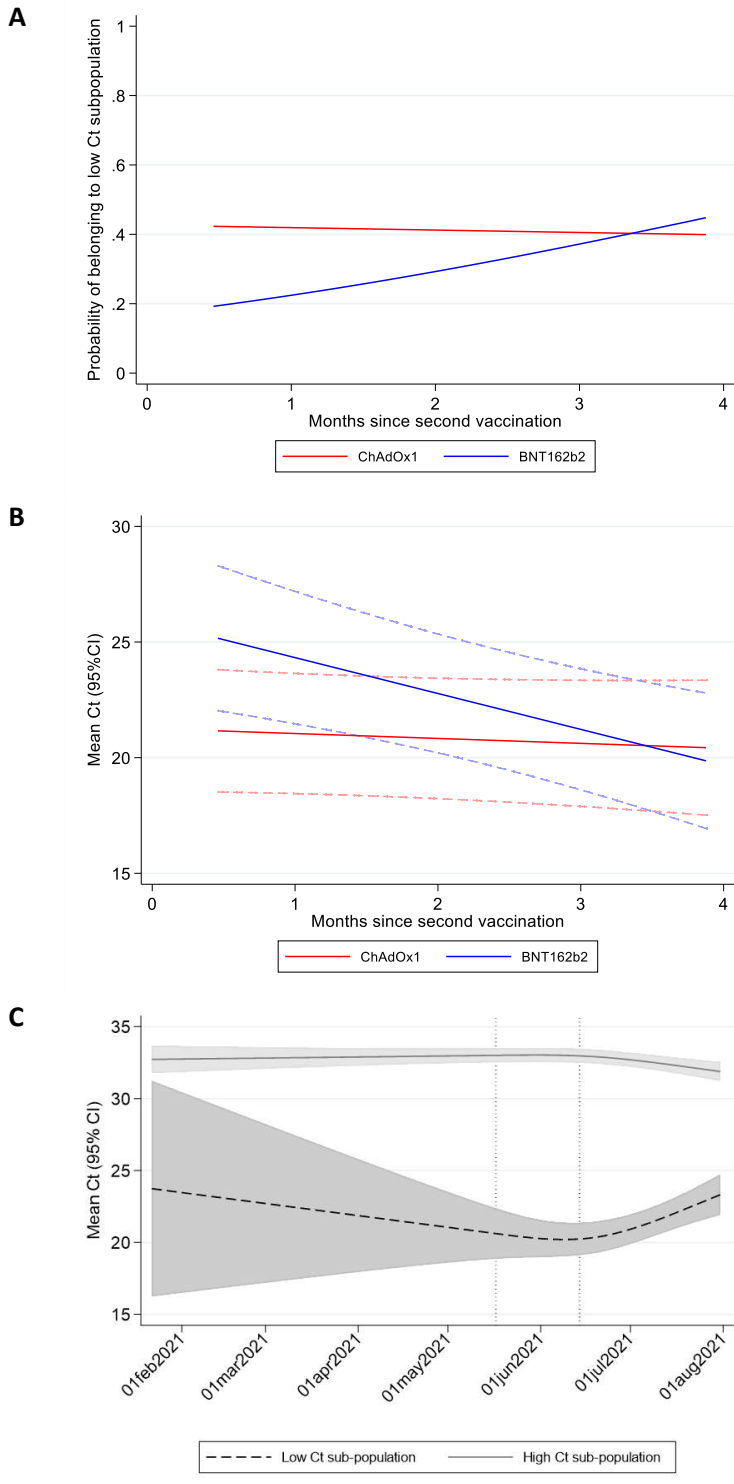 A
Probability of belonging to low Ct subpopulation
1
.8
.6
.4
.2
0
0 1 2 3 4
Months since second vaccination
ChAdOx1 BNT162b2
B
Mean Ct (95%CI)
30
25
20
15
0 1 2 3 4
Months since second vaccination
ChAdOx1 BNT162b2
C
Mean Ct (95% CI)
35
30
25
20
15
01feb2021 01mar2021 01apr2021 01may2021 01jun2021 01jul2021 01aug2021
Low Ct sub-population High Ct sub-population